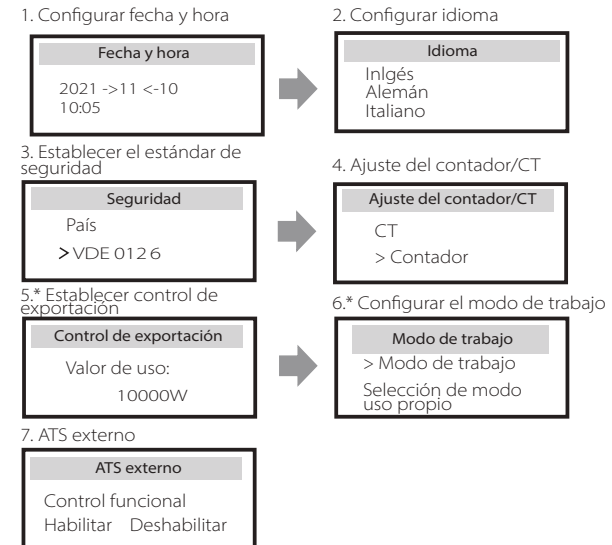 1. Configurar fecha y hora
Fecha y hora
2021 ->11 <-10
10:05
2. Configurar idioma
Idioma
Inlgés
Alemán
Italiano
3. Establecer el estándar de
seguridad
Seguridad
País
>VDE 0126
4. Ajuste del contador/CT
Ajuste del contador/CT
CT
> Contador
5.* Establecer control de
exportación
Control de exportación
Valor de uso:
10000W
6.* Configurar el modo de trabajo
Modo de trabajo
> Modo de trabajo
Selección de modo
uso propio
7. ATS externo
ATS externo
Control funcional
Habilitar Deshabilitar